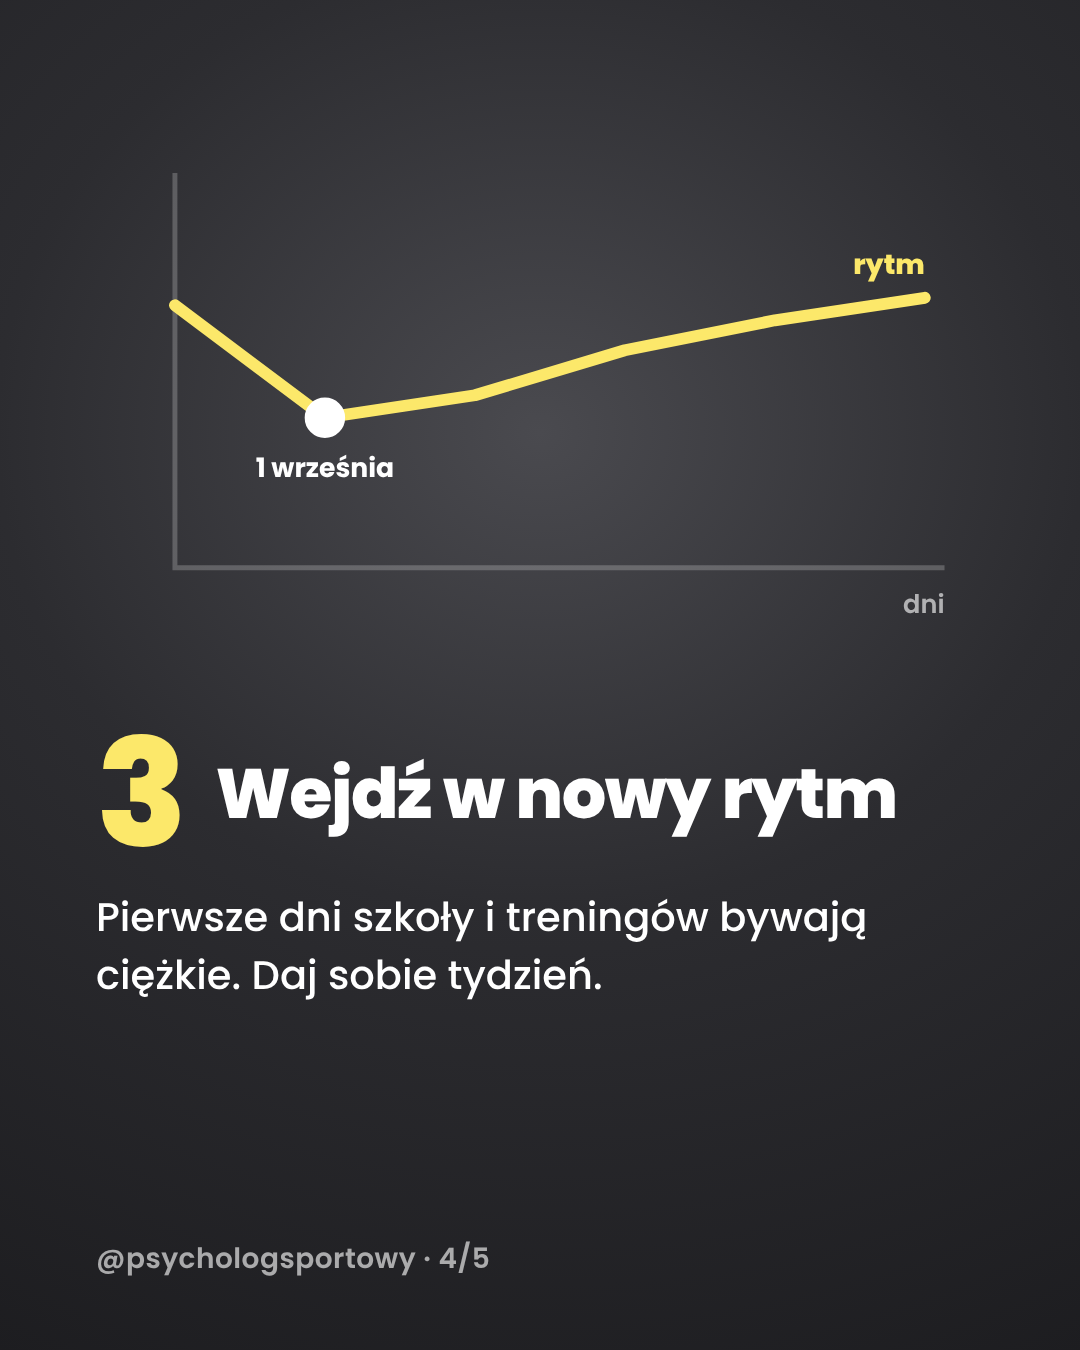 rytm
1 września
dni
3 Wejdź w nowy rytm
Pierwsze dni szkoły i treningów bywają
ciężkie. Daj sobie tydzień.
@psychologsportowy · 4/5